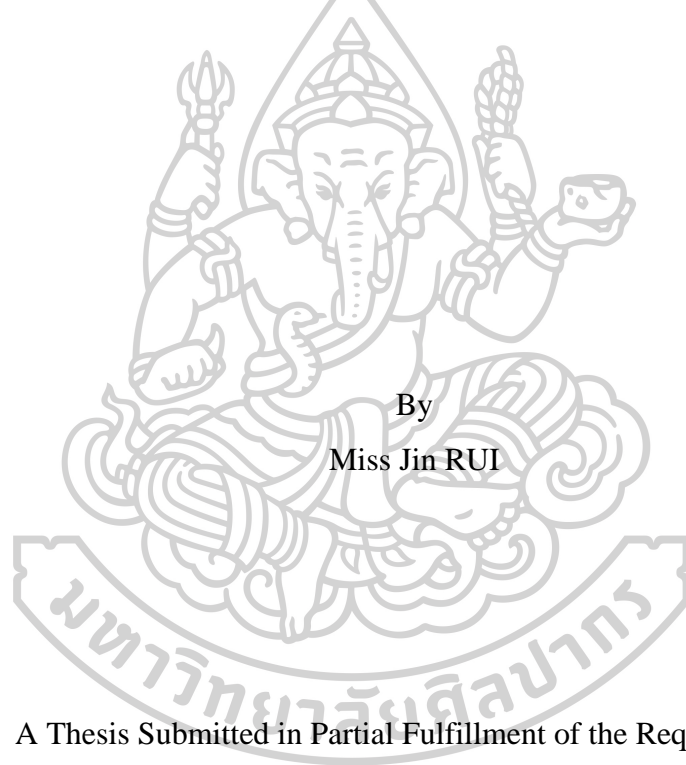 By
Miss Jin RUI
มหาวิทยาลัยศิลปากร
A Thesis Submitted in Partial Fulfillment of the Req